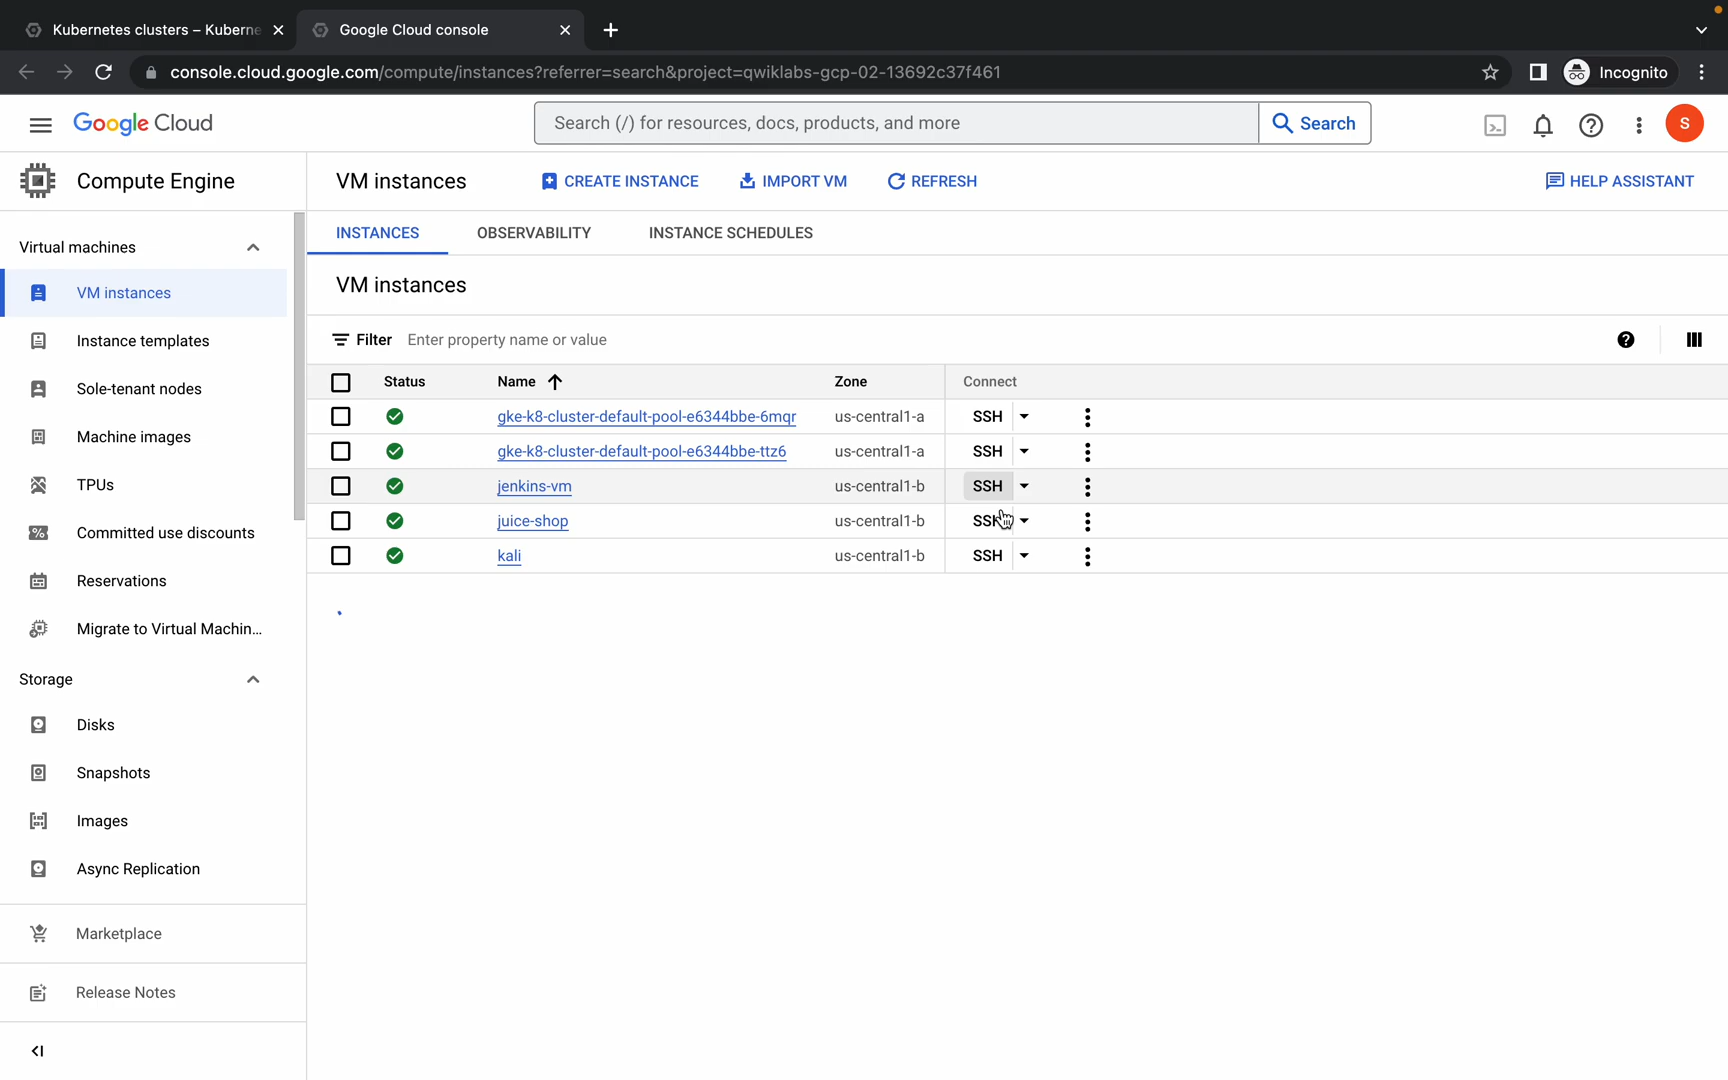 Kubernetes clusters – Kuberne
Google Cloud console
console.cloud.google.com/compute/instances?referrer=search&project=qwiklabs-gcp-02-13692c37f461
Incognito
Google Cloud
Search (/) for resources, docs, products, and more
Search
S
Compute Engine
VM instances
CREATE INSTANCE
IMPORT VM
REFRESH
HELP ASSISTANT
Virtual machines
VM instances
Instance templates
Sole-tenant nodes
Machine images
TPUs
Committed use discounts
Reservations
Migrate to Virtual Machin...
Storage
Disks
Snapshots
Images
Async Replication
Marketplace
Release Notes
INSTANCES
OBSERVABILITY
INSTANCE SCHEDULES
VM instances
Filter Enter property name or value
Status Name Zone Connect
gke-k8-cluster-default-pool-e6344bbe-6mqr us-central1-a SSH
gke-k8-cluster-default-pool-e6344bbe-ttz6 us-central1-a SSH
jenkins-vm us-central1-b SSH
juice-shop us-central1-b SSH
kali us-central1-b SSH